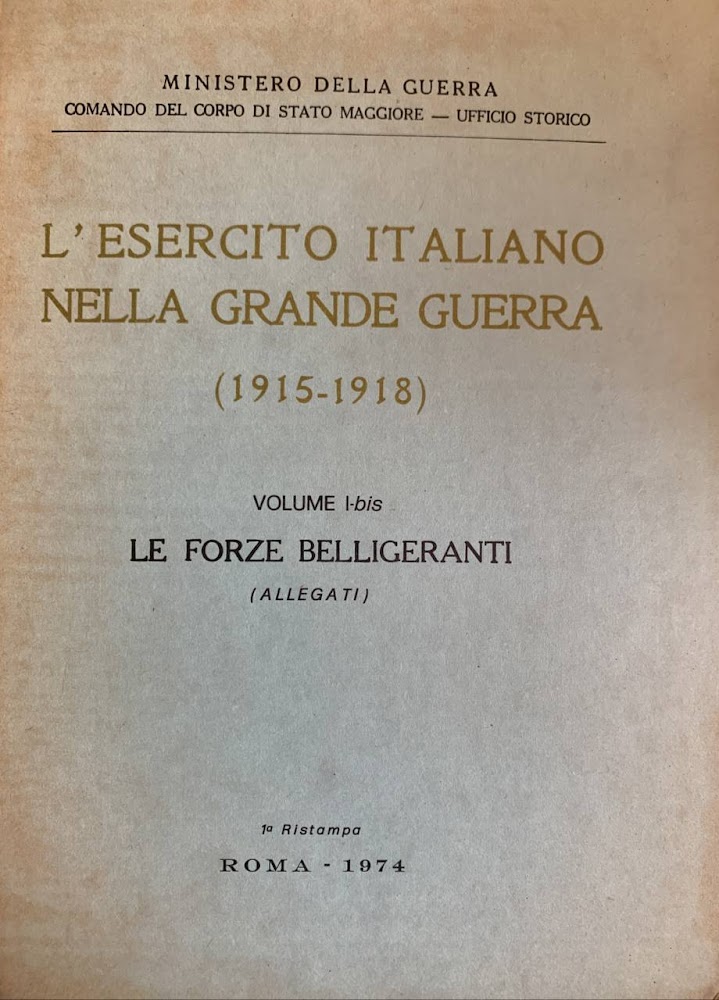 MINISTERO DELLA GUERRA
COMANDO DEL CORPO DI STATO MAGGIORE — UFFICIO STORICO
L'ESERCITO ITALIANO
NELLA GRANDE GUERRA
(1915-1918)
VOLUME I-bis
LE FORZE BELLIGERANTI
(ALLEGATI)
1ª Ristampa
ROMA - 1974